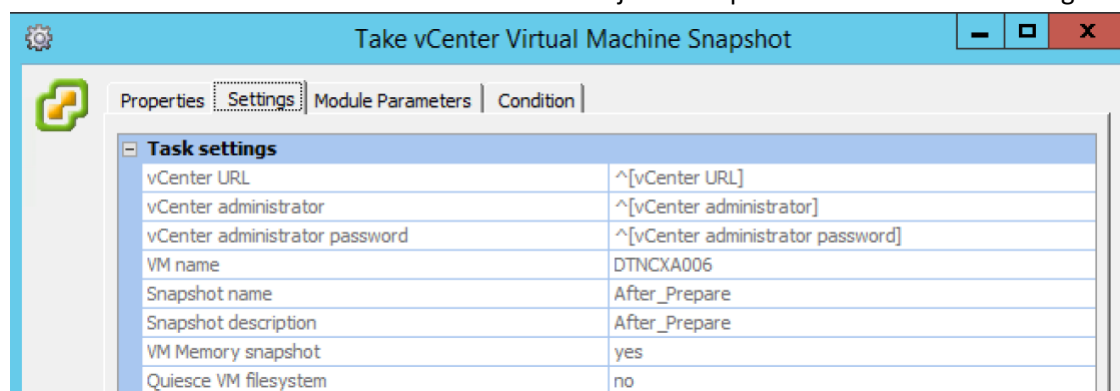 Take vCenter Virtual Machine Snapshot
Properties Settings Module Parameters Condition
Task settings
vCenter URL ^[vCenter URL]
vCenter administrator ^[vCenter administrator]
vCenter administrator password ^[vCenter administrator password]
VM name DTNCXA006
Snapshot name After_Prepare
Snapshot description After_Prepare
VM Memory snapshot yes
Quiesce VM filesystem no